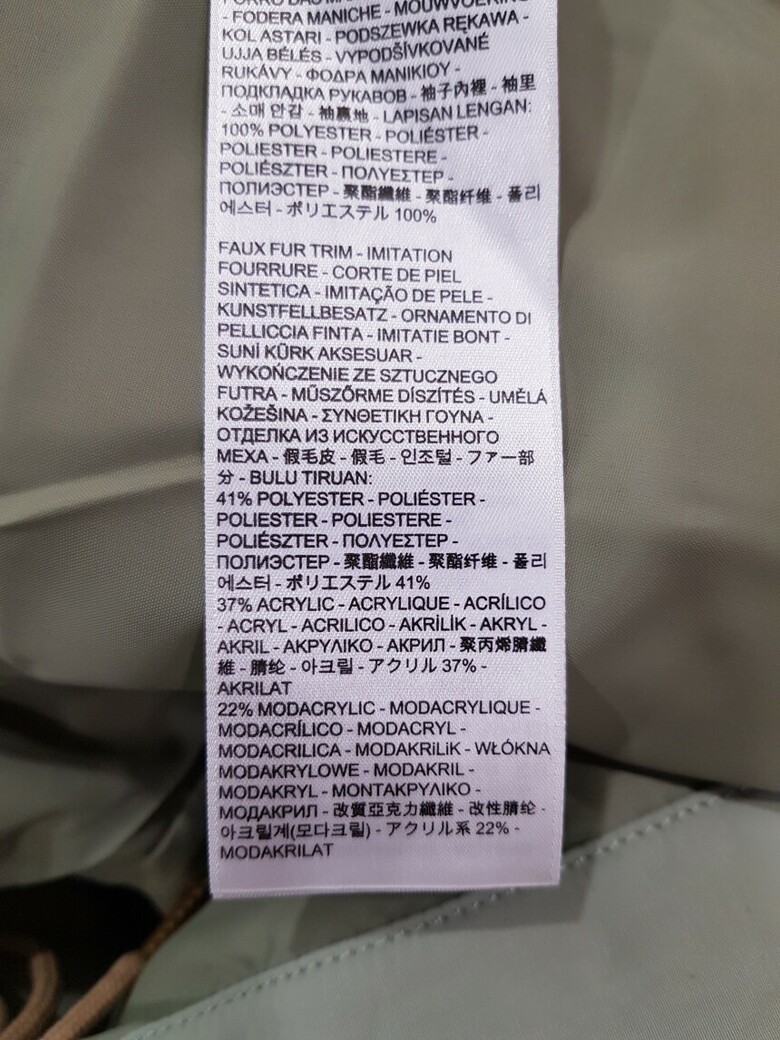 - FODERA MANICHE - MOUWVOERING
KOL ASTARI - PODSZEWKA RĘKAWA -
UJJA BÉLÉS - VYPODŠÍVKOVANÉ
RUKÁVY - ΦΟΔΡΑ ΜΑΝΙΚΙΟΥ -
ПОДКЛАДКА РУКАВОВ - 袖子內裡 - 袖里
- 소매 안감 - 袖裏地 - LAPISAN LENGAN:
100% POLYESTER - POLIÉSTER -
POLIESTER - POLIESTERE -
POLIÉSZTER - ΠΟΛΥΕΣΤΕΡ -
ПОЛИЭСТЕР - 聚酯纖維 - 聚酯纤维 - 폴리
에스터 - ポリエステル 100%
FAUX FUR TRIM - IMITATION
FOURRURE - CORTE DE PIEL
SINTETICA - IMITAÇÃO DE PELE -
KUNSTFELLBESATZ - ORNAMENTO DI
PELLICCIA FINTA - IMITATIE BONT -
SUNİ KÜRK AKSESUAR -
WYKOŃCZENIE ZE SZTUCZNEGO
FUTRA - MŰSZŐRME DÍSZÍTÉS - UMĚLÁ
KOŽEŠINA - ΣΥΝΘΕΤΙΚΗ ΓΟΥΝΑ -
ОТДЕЛКА ИЗ ИСКУССТВЕННОГО
МЕХА - 假毛皮 - 假毛 - 인조털 - ファー部
分 - BULU TIRUAN:
41% POLYESTER - POLIÉSTER -
POLIESTER - POLIESTERE -
POLIÉSZTER - ΠΟΛΥΕΣΤΕΡ -
ПОЛИЭСТЕР - 聚酯纖維 - 聚酯纤维 - 폴리
에스터 - ポリエステル 41%
37% ACRYLIC - ACRYLIQUE - ACRÍLICO
- ACRYL - ACRILICO - AKRİLİK - AKRYL -
AKRIL - ΑΚΡΥΛΙΚΟ - АКРИЛ - 聚丙烯腈纖
維 - 腈纶 - 아크릴 - アクリル 37% -
AKRILAT
22% MODACRYLIC - MODACRYLIQUE -
MODACRÍLICO - MODACRYL -
MODACRILICA - MODAKRiLiK - WŁÓKNA
MODAKRYLOWE - MODAKRIL -
MODAKRYL - ΜΟΝΤΑΚΡΥΛΙΚΟ -
МОДАКРИЛ - 改質亞克力纖維 - 改性腈纶 -
아크릴계(모다크릴) - アクリル系 22% -
MODAKRILAT